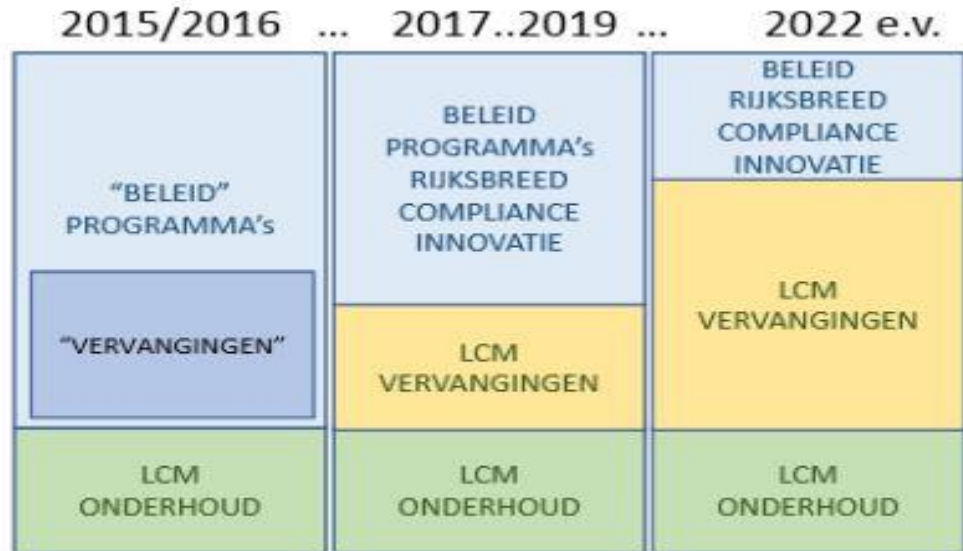 2015/2016 ... 2017..2019 ... 2022 e.v.
"BELEID"
PROGRAMMA's
"VERVANGINGEN"
LCM
ONDERHOUD
BELEID
PROGRAMMA's
RIJKSBREED
COMPLIANCE
INNOVATIE
LCM
VERVANGINGEN
LCM
ONDERHOUD
BELEID
RIJKSBREED
COMPLIANCE
INNOVATIE
LCM
VERVANGINGEN
LCM
ONDERHOUD